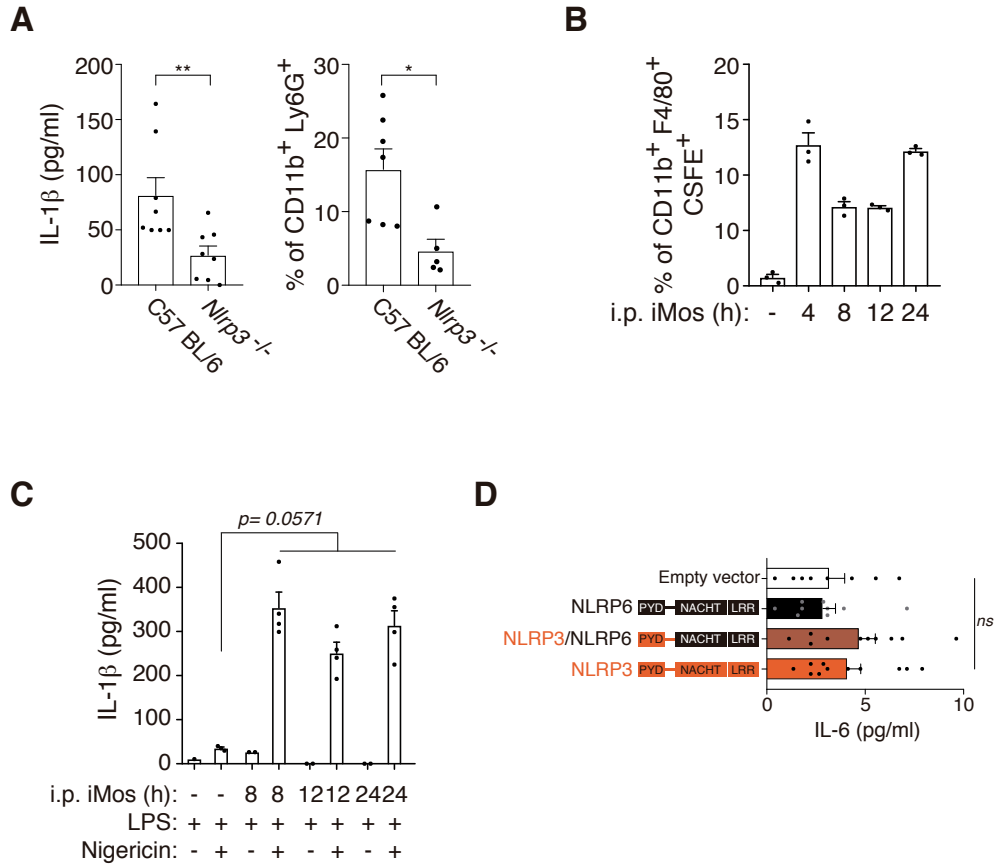 A
IL-1β (pg/ml)
200
150
100
50
0
**
C57 BL/6
Nlrp3 -/-
% of CD11b+ Ly6G+
30
20
10
0
*
C57 BL/6
Nlrp3 -/-
B
% of CD11b+ F4/80+
CSFE+
20
15
10
10
0
i.p. iMos (h): - 4 8 12 24
C
p= 0.0571
IL-1β (pg/ml)
500
400
300
200
100
0
i.p. iMos (h): - - 8 8 12 12 24 24
LPS: + + + + + + + +
Nigericin: - + - + - + - +
D
Empty vector
NLRP6 PYD NACHT LRR
NLRP3/NLRP6 PYD NACHT LRR
NLRP3 PYD NACHT LRR
ns
0 5 10
IL-6 (pg/ml)